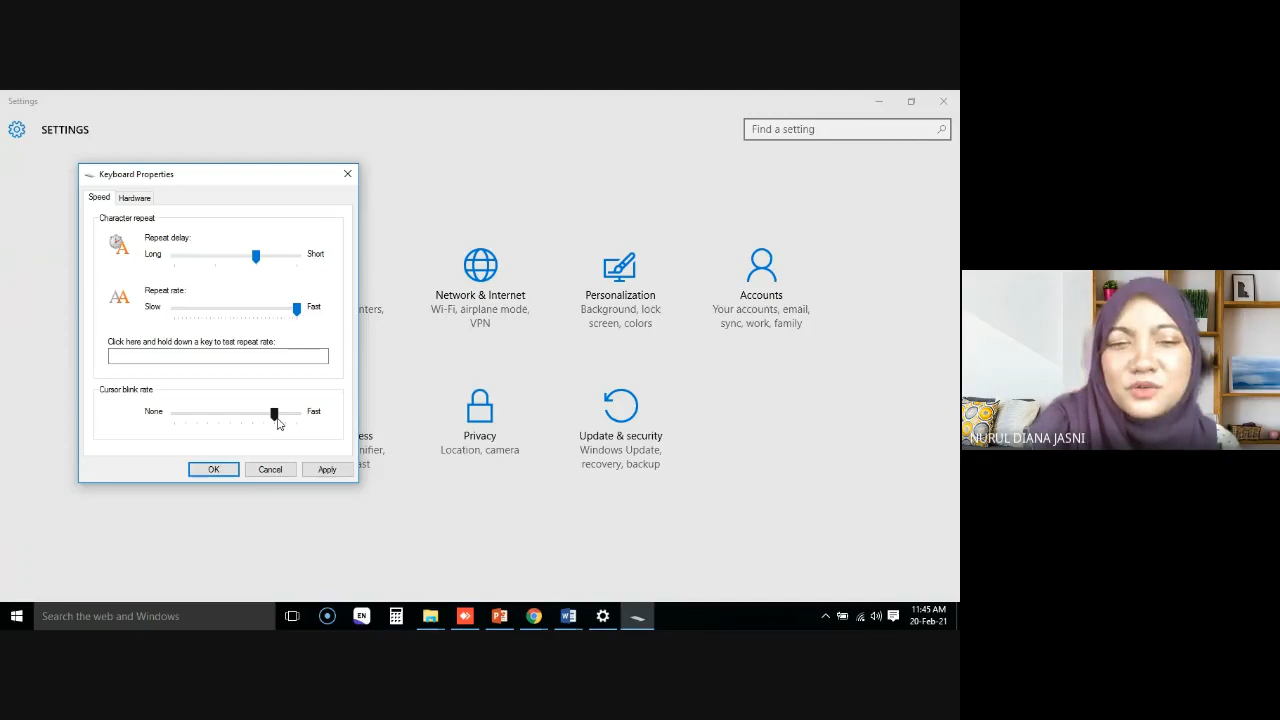 Settings
SETTINGS
Find a setting
Keyboard Properties
Speed
Hardware
Character repeat
Repeat delay:
Long
Short
Repeat rate:
Slow
Fast
Click here and hold down a key to test repeat rate:
Cursor blink rate
None
Fast
OK
Cancel
Apply
Network & Internet
Wi-Fi, airplane mode,
VPN
Personalization
Background, lock
screen, colors
Accounts
Your accounts, email,
sync, work, family
Privacy
Location, camera
Update & security
Windows Update,
recovery, backup
NURUL DIANA JASNI
Search the web and Windows
EN
11:45 AM
20-Feb-21